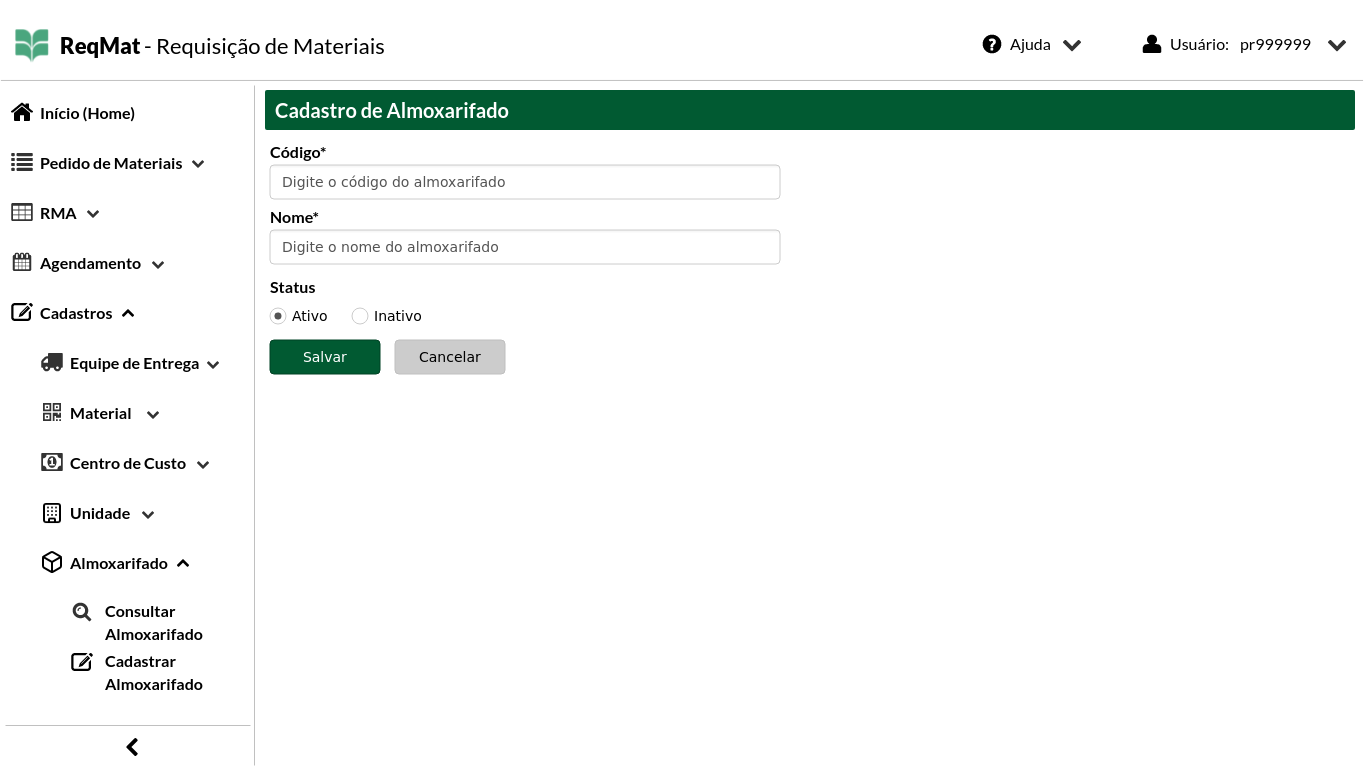 ReqMat - Requisição de Materiais
Ajuda
Usuário: pr999999
Início (Home)
Pedido de Materiais
RMA
Agendamento
Cadastros
Equipe de Entrega
Material
Centro de Custo
Unidade
Almoxarifado
Consultar
Almoxarifado
Cadastrar
Almoxarifado
Cadastro de Almoxarifado
Código*
Digite o código do almoxarifado
Nome*
Digite o nome do almoxarifado
Status
Ativo Inativo
Salvar Cancelar